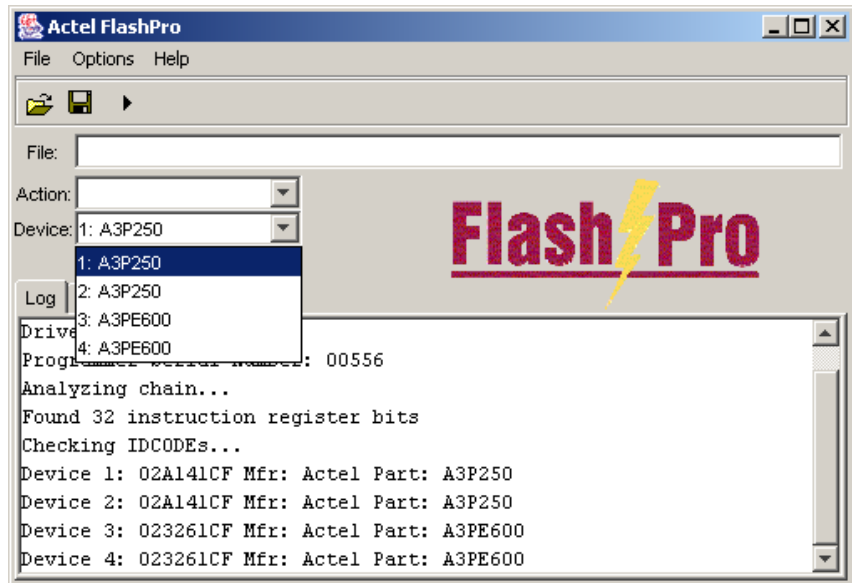 Actel FlashPro
File Options Help
File:
Action:
Device: 1: A3P250
1: A3P250
2: A3P250
3: A3PE600
4: A3PE600
Flash Pro
Log
Drive
Programmer Serial Number: 00556
Analyzing chain...
Found 32 instruction register bits
Checking IDCODEs...
Device 1: 02A141CF Mfr: Actel Part: A3P250
Device 2: 02A141CF Mfr: Actel Part: A3P250
Device 3: 023261CF Mfr: Actel Part: A3PE600
Device 4: 023261CF Mfr: Actel Part: A3PE600